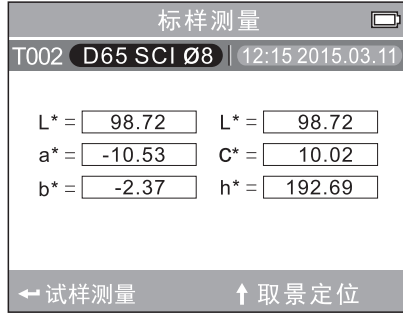 标样测量
T002 D65 SCI Ø8 12:15 2015.03.11
L* = 98.72 L* = 98.72
a* = -10.53 C* = 10.02
b* = -2.37 h* = 192.69
试样测量 取景定位